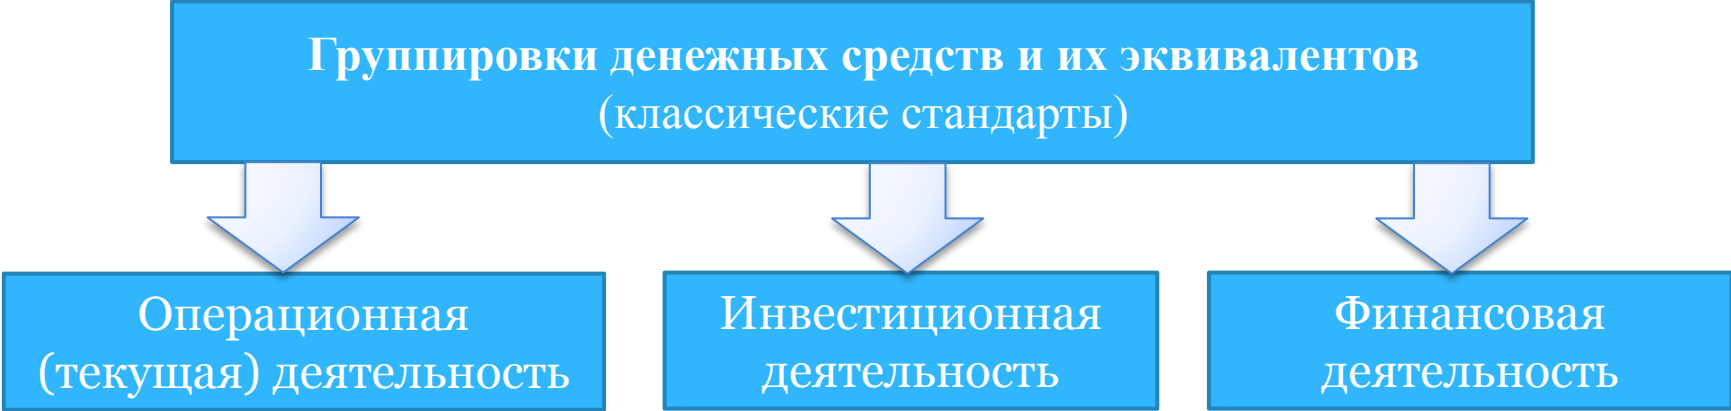 Группировки денежных средств и их эквивалентов
(классические стандарты)
Операционная
(текущая) деятельность
Инвестиционная
деятельность
Финансовая
деятельность